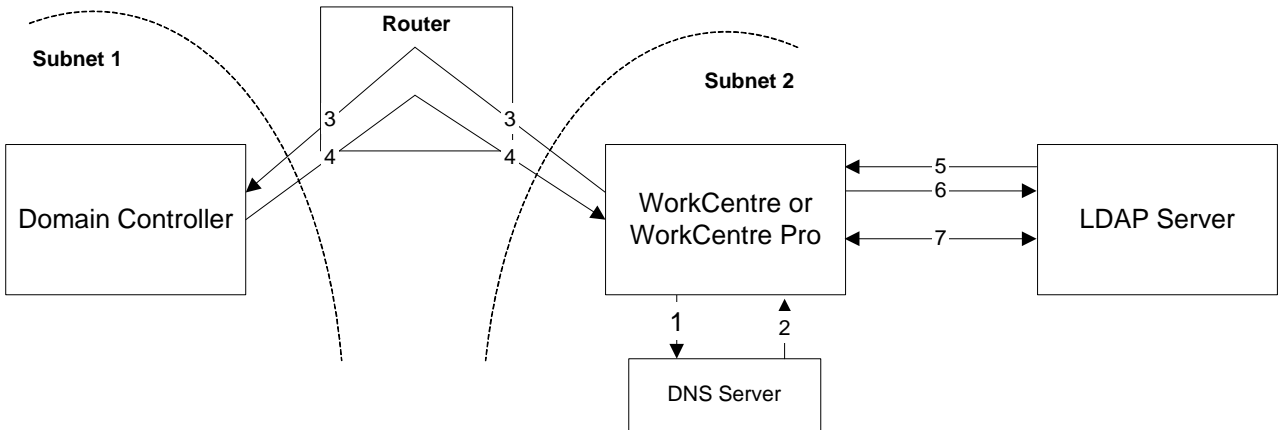 Router
Subnet 1
Subnet 2
3
3
4
4
Domain Controller
WorkCentre or
WorkCentre Pro
5
6
7
LDAP Server
1
2
DNS Server